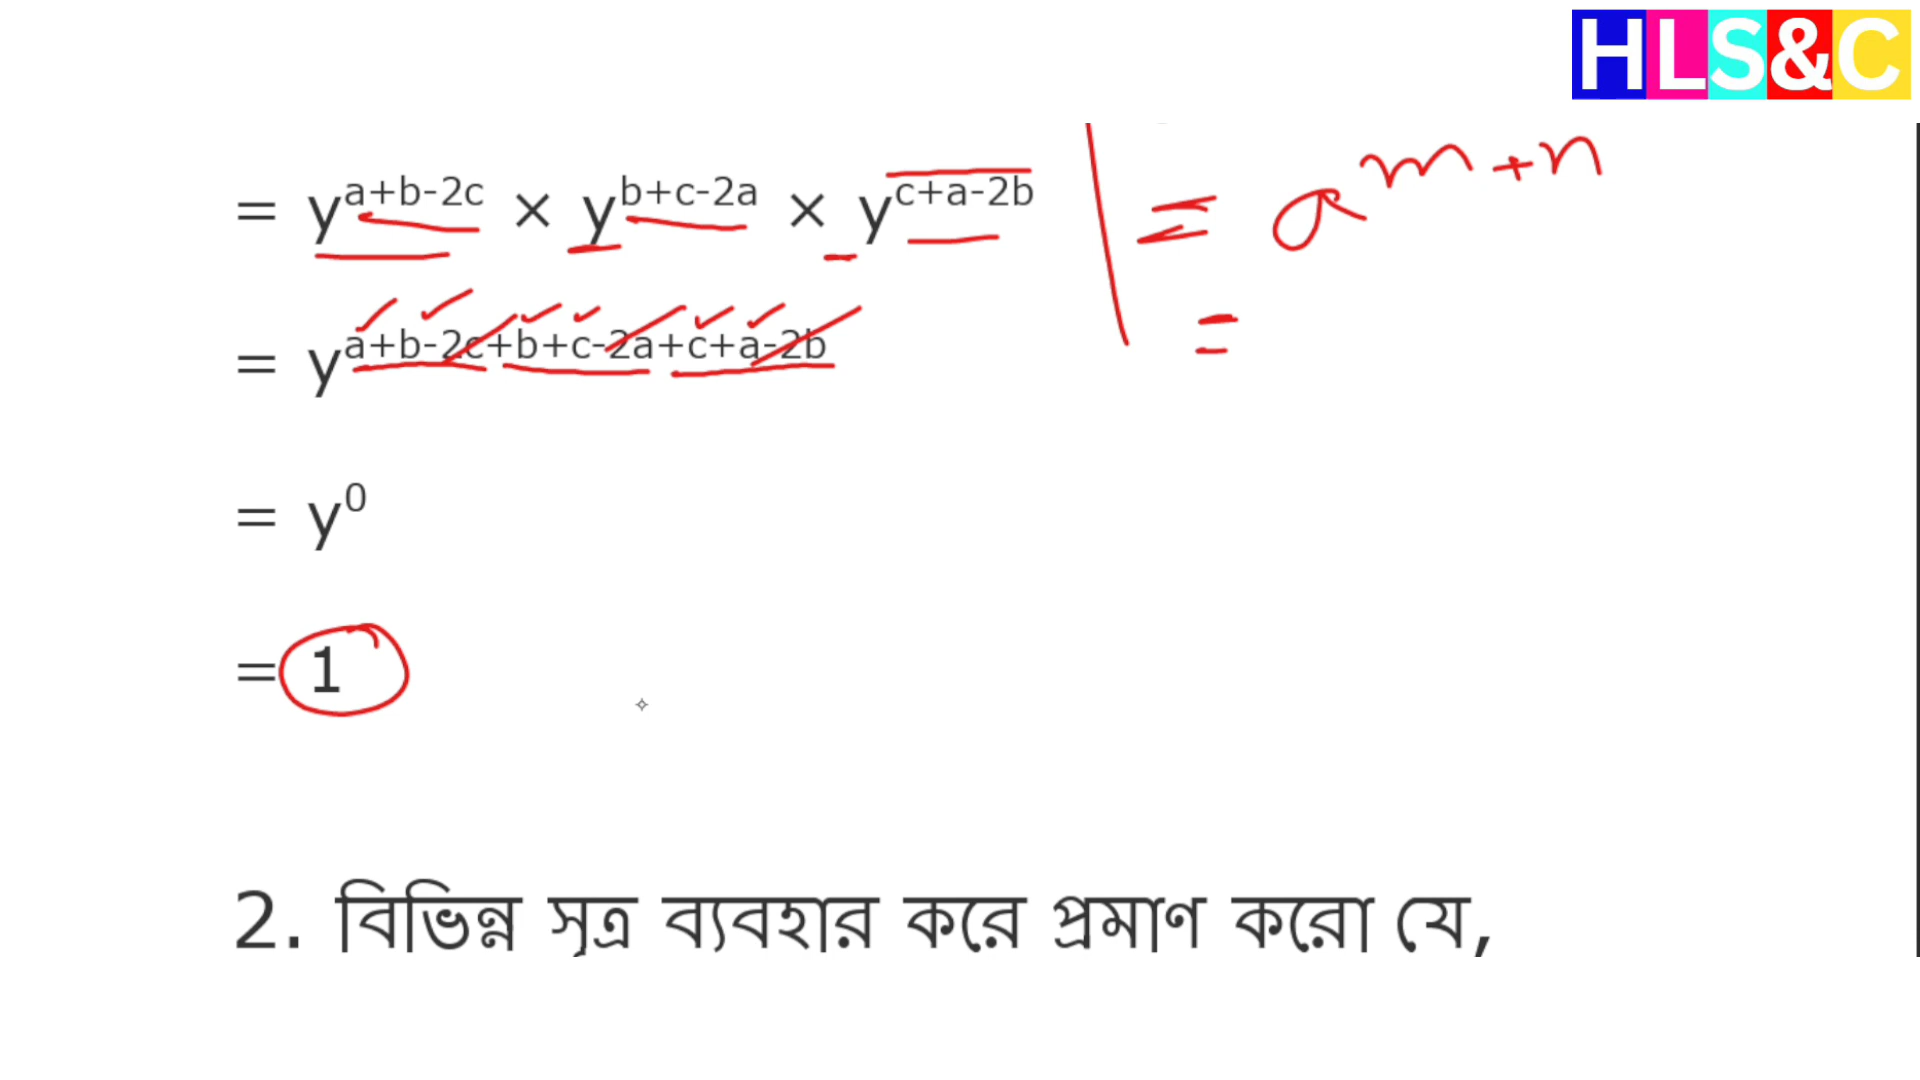 HLS&C
= y^(a+b-2c) × y^(b+c-2a) × y^(c+a-2b)
= a^(m+n)
= y^(a+b-2c+b+c-2a+c+a-2b)
=
= y^0
= 1
2. বিভিন্ন সূত্র ব্যবহার করে প্রমাণ করো যে,